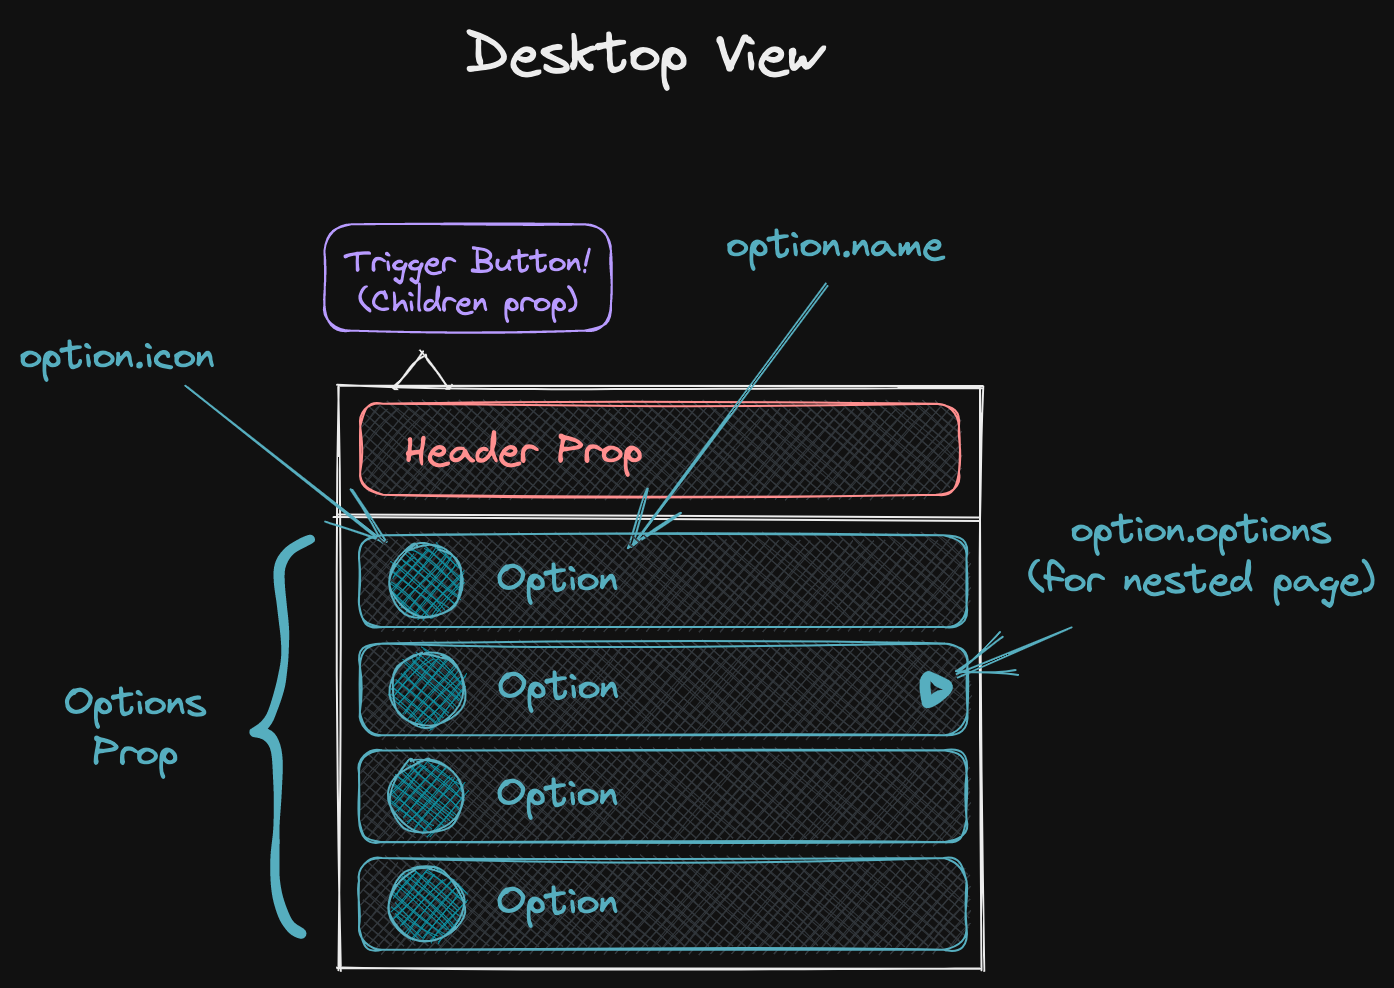 Desktop View
Trigger Button!
(Children prop)
option.name
option.icon
Header Prop
option.options
(for nested page)
Options
Prop
Option
Option
Option
Option